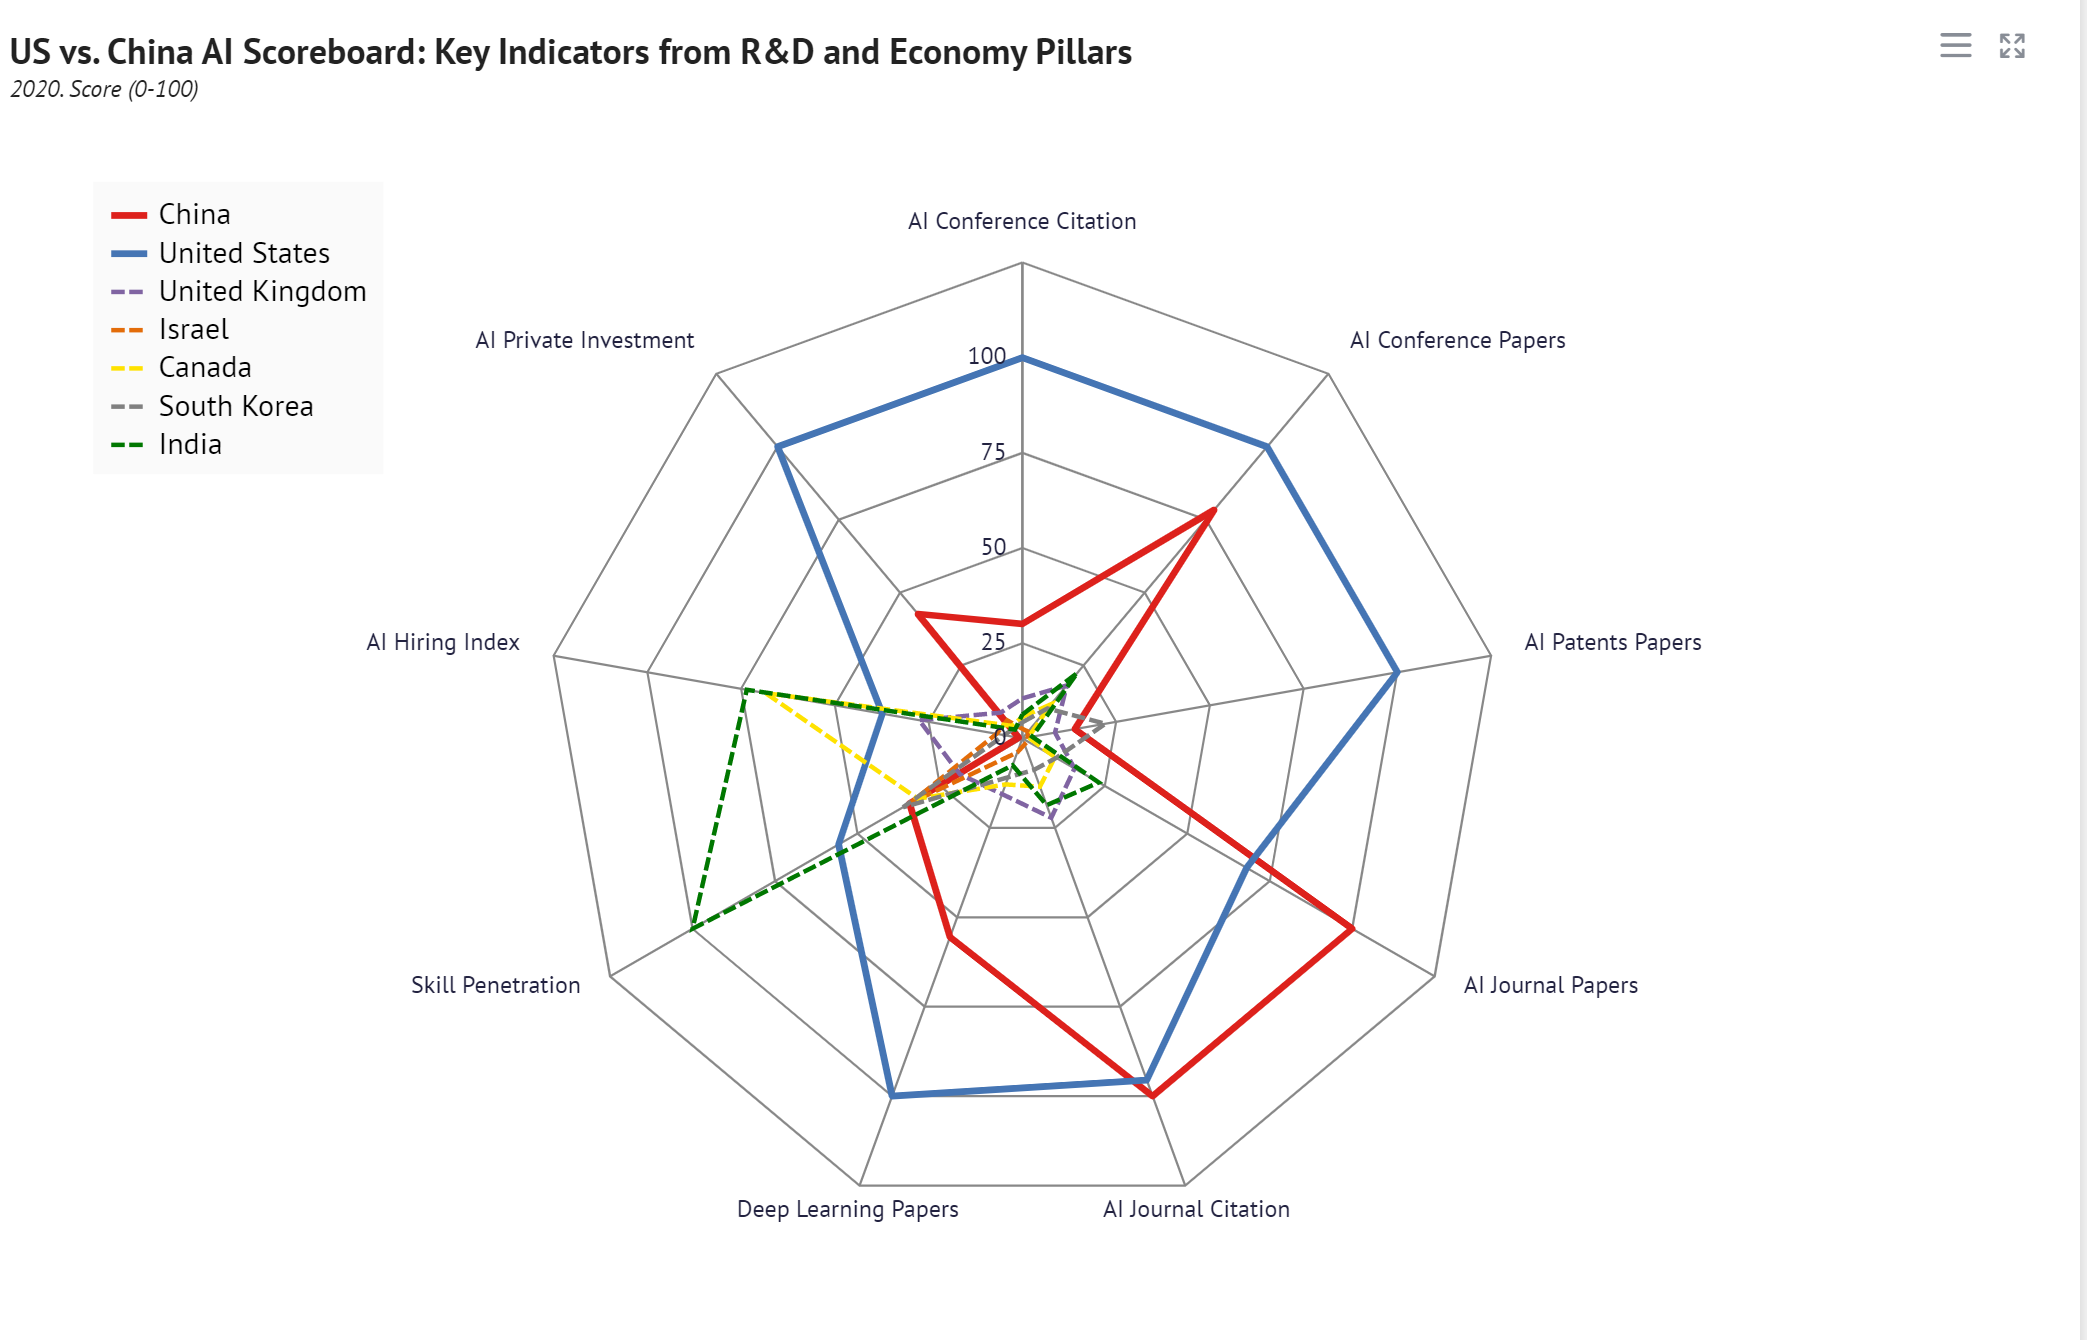 US vs. China AI Scoreboard: Key Indicators from R&D and Economy Pillars
2020. Score (0-100)
China
United States
United Kingdom
Israel
Canada
South Korea
India
AI Conference Citation
AI Private Investment
AI Conference Papers
100
75
50
25
0
AI Hiring Index
AI Patents Papers
Skill Penetration
AI Journal Papers
Deep Learning Papers
AI Journal Citation